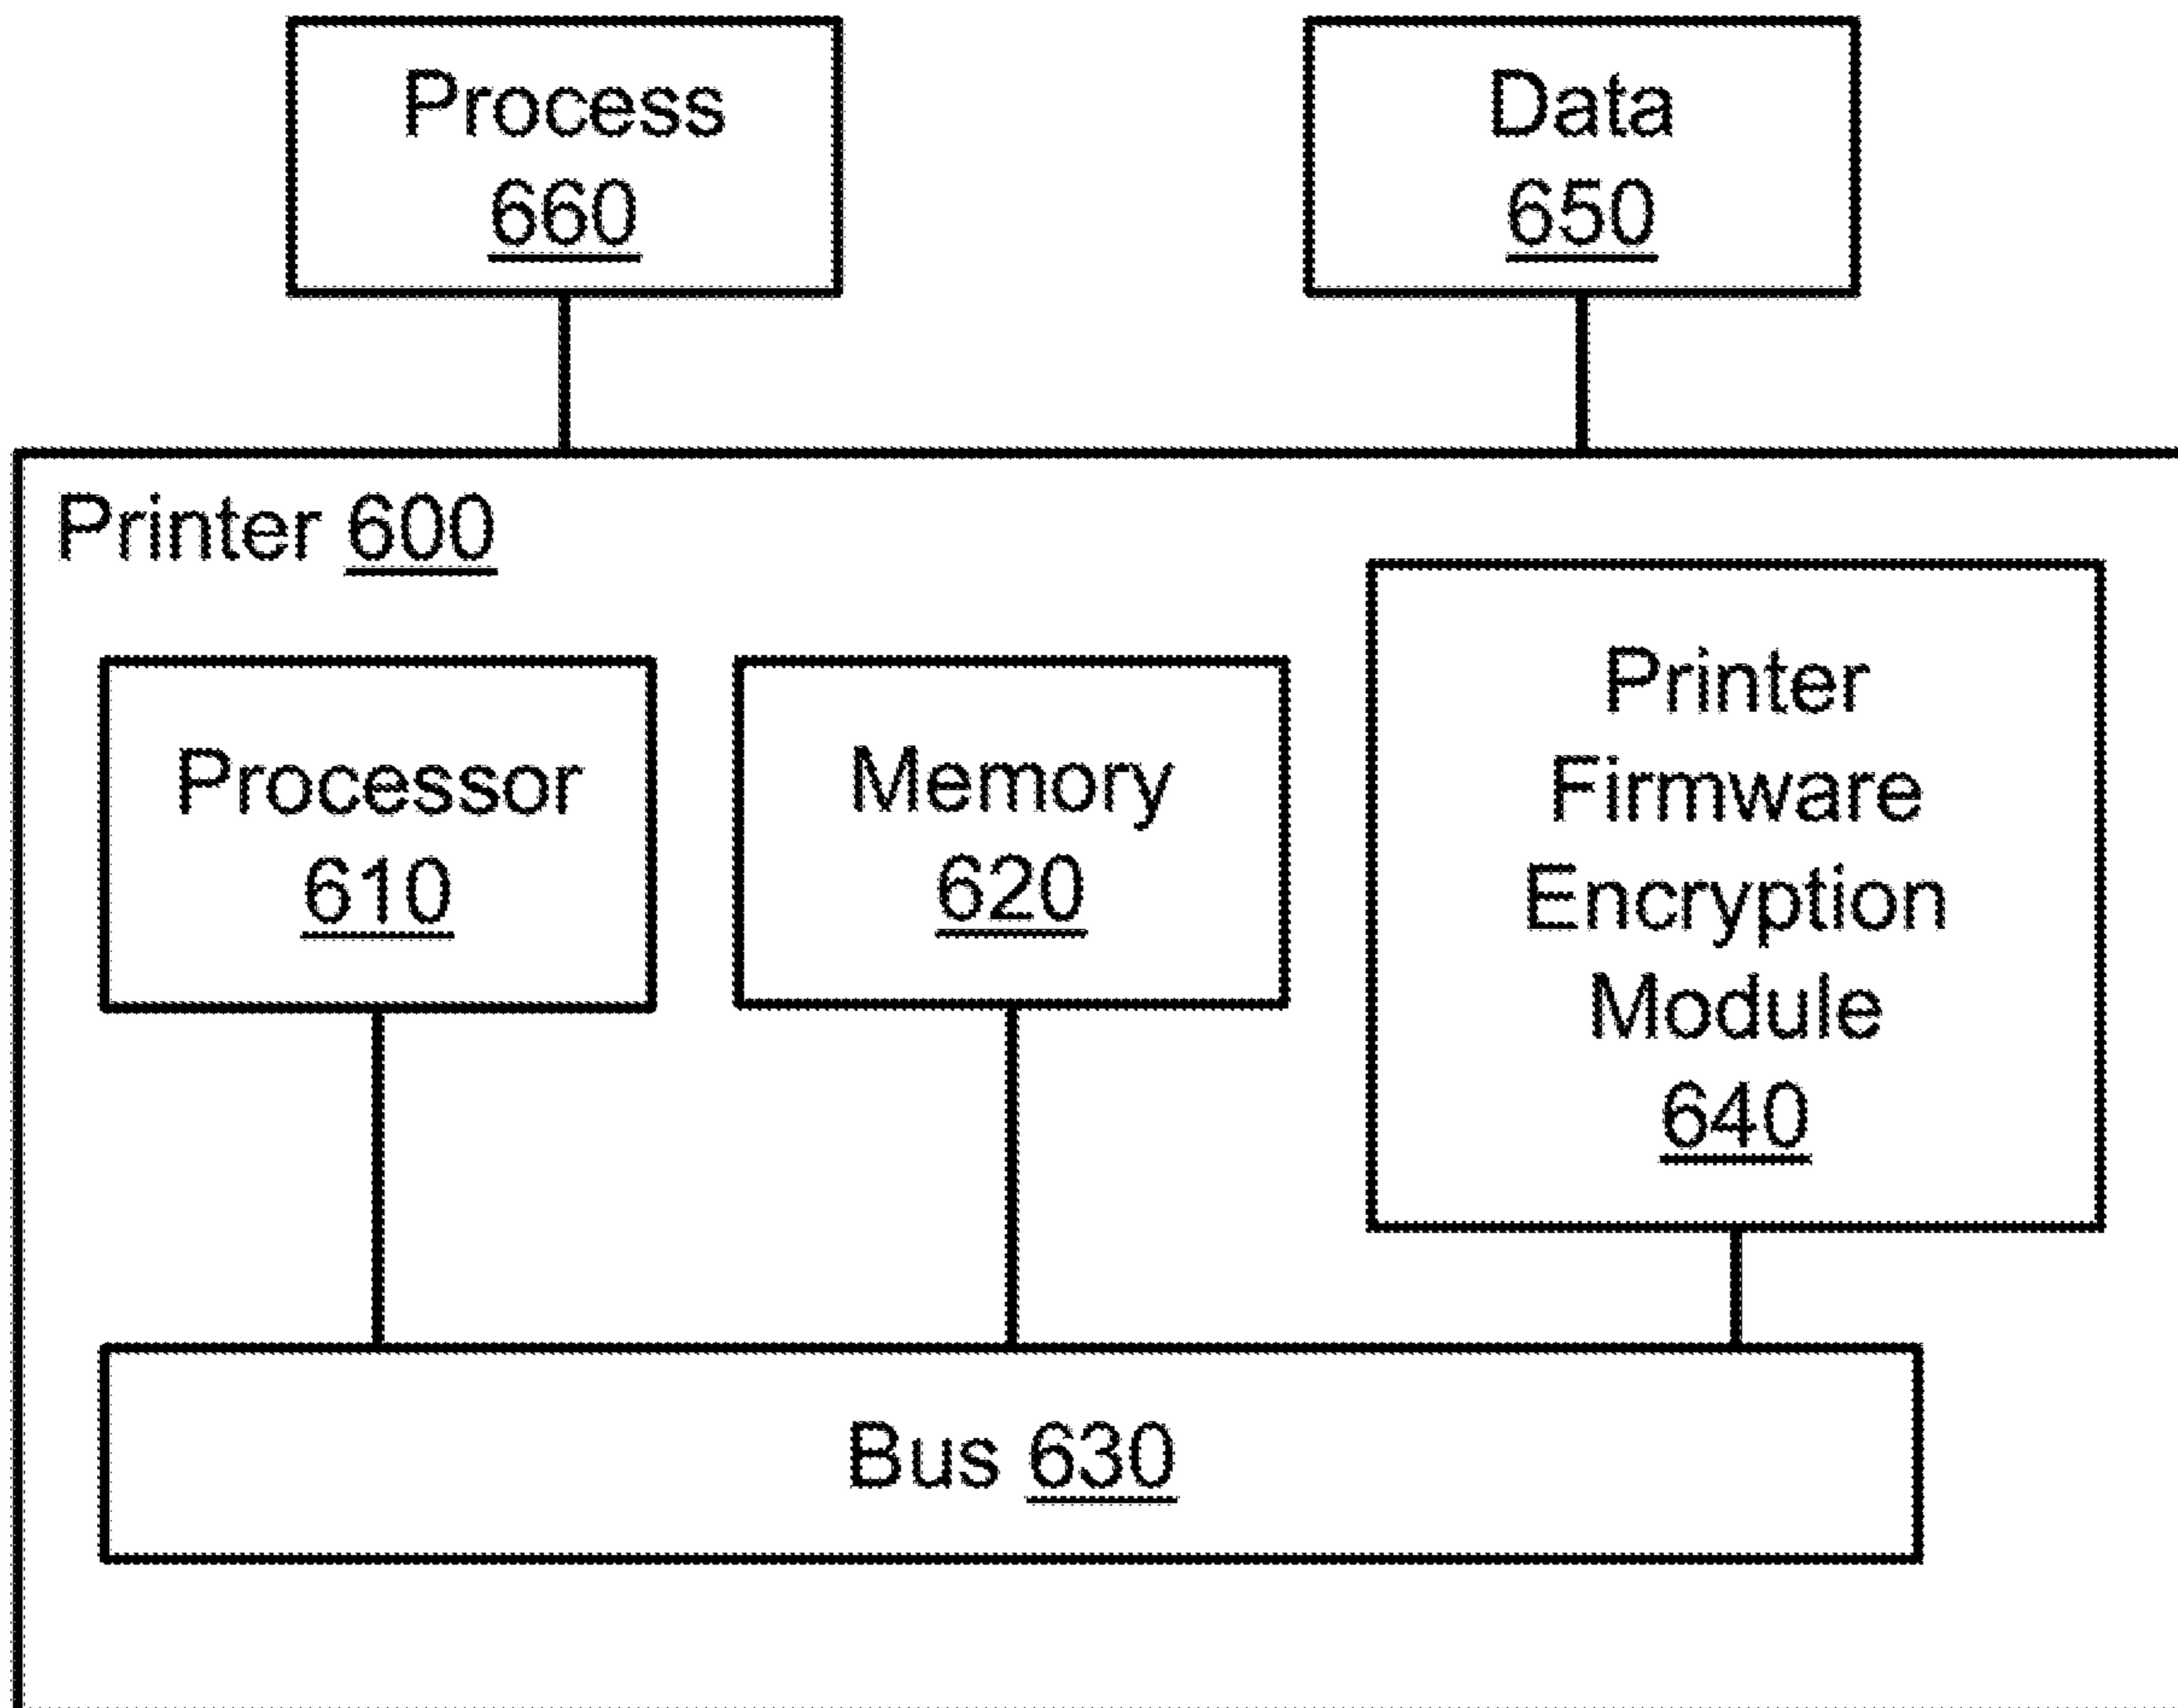 Process
660
Data
650
Printer 600
Processor
610
Memory
620
Printer
Firmware
Encryption
Module
640
Bus 630